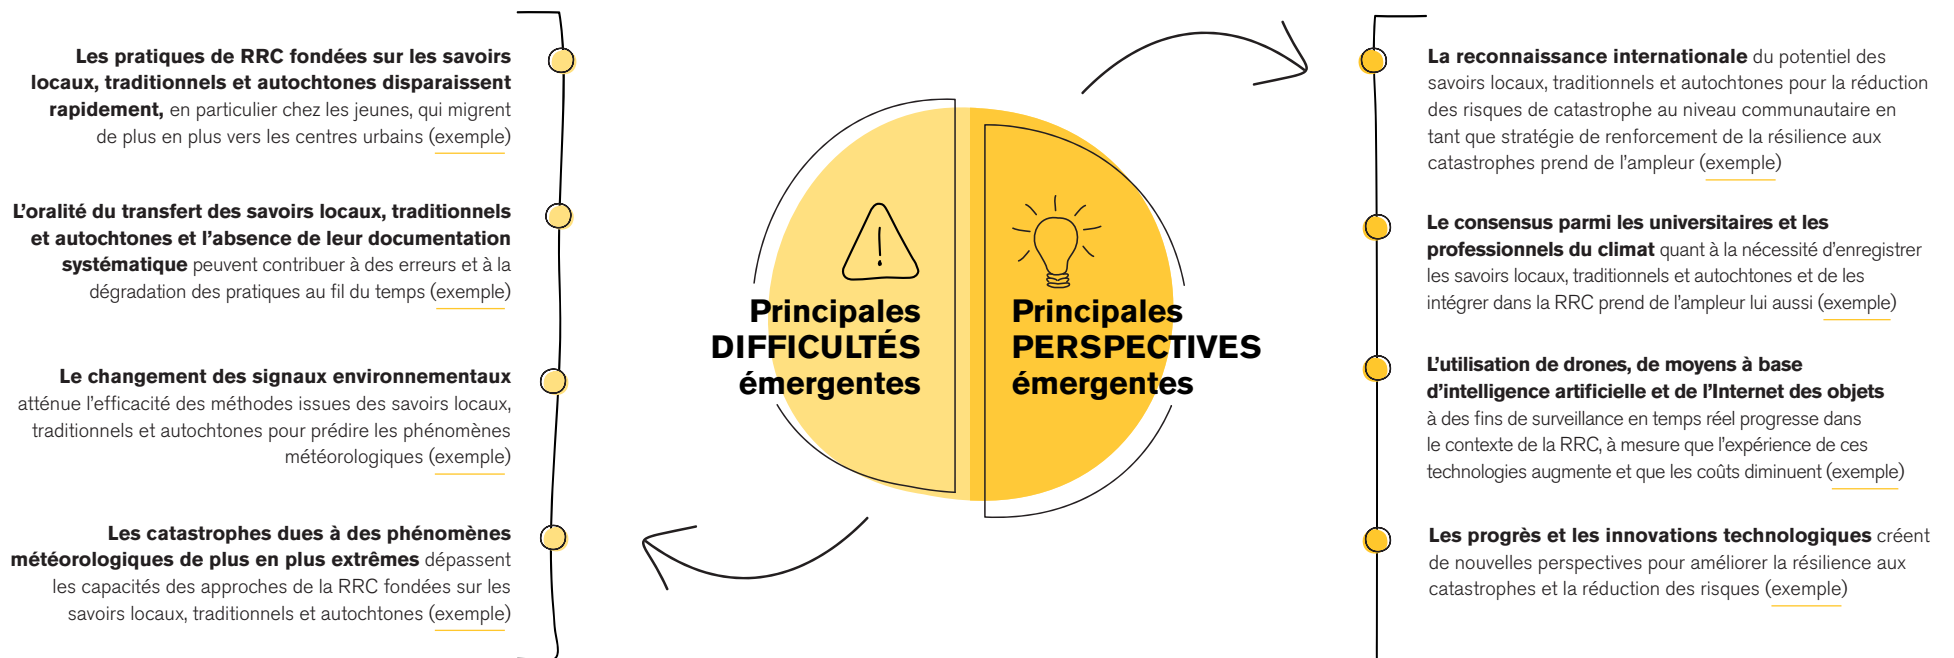 Les pratiques de RRC fondées sur les savoirs
locaux, traditionnels et autochtones disparaissent
rapidement, en particulier chez les jeunes, qui migrent
de plus en plus vers les centres urbains (exemple)
L’oralité du transfert des savoirs locaux, traditionnels
et autochtones et l’absence de leur documentation
systématique peuvent contribuer à des erreurs et à la
dégradation des pratiques au fil du temps (exemple)
Le changement des signaux environnementaux
atténue l’efficacité des méthodes issues des savoirs locaux,
traditionnels et autochtones pour prédire les phénomènes
météorologiques (exemple)
Les catastrophes dues à des phénomènes
météorologiques de plus en plus extrêmes dépassent
les capacités des approches de la RRC fondées sur les
savoirs locaux, traditionnels et autochtones (exemple)
Principales
DIFFICULTÉS
émergentes
Principales
PERSPECTIVES
émergentes
La reconnaissance internationale du potentiel des
savoirs locaux, traditionnels et autochtones pour la réduction
des risques de catastrophe au niveau communautaire en
tant que stratégie de renforcement de la résilience aux
catastrophes prend de l’ampleur (exemple)
Le consensus parmi les universitaires et les
professionnels du climat quant à la nécessité d’enregistrer
les savoirs locaux, traditionnels et autochtones et de les
intégrer dans la RRC prend de l’ampleur lui aussi (exemple)
L’utilisation de drones, de moyens à base
d’intelligence artificielle et de l’Internet des objets
à des fins de surveillance en temps réel progresse dans
le contexte de la RRC, à mesure que l’expérience de ces
technologies augmente et que les coûts diminuent (exemple)
Les progrès et les innovations technologiques créent
de nouvelles perspectives pour améliorer la résilience aux
catastrophes et la réduction des risques (exemple)